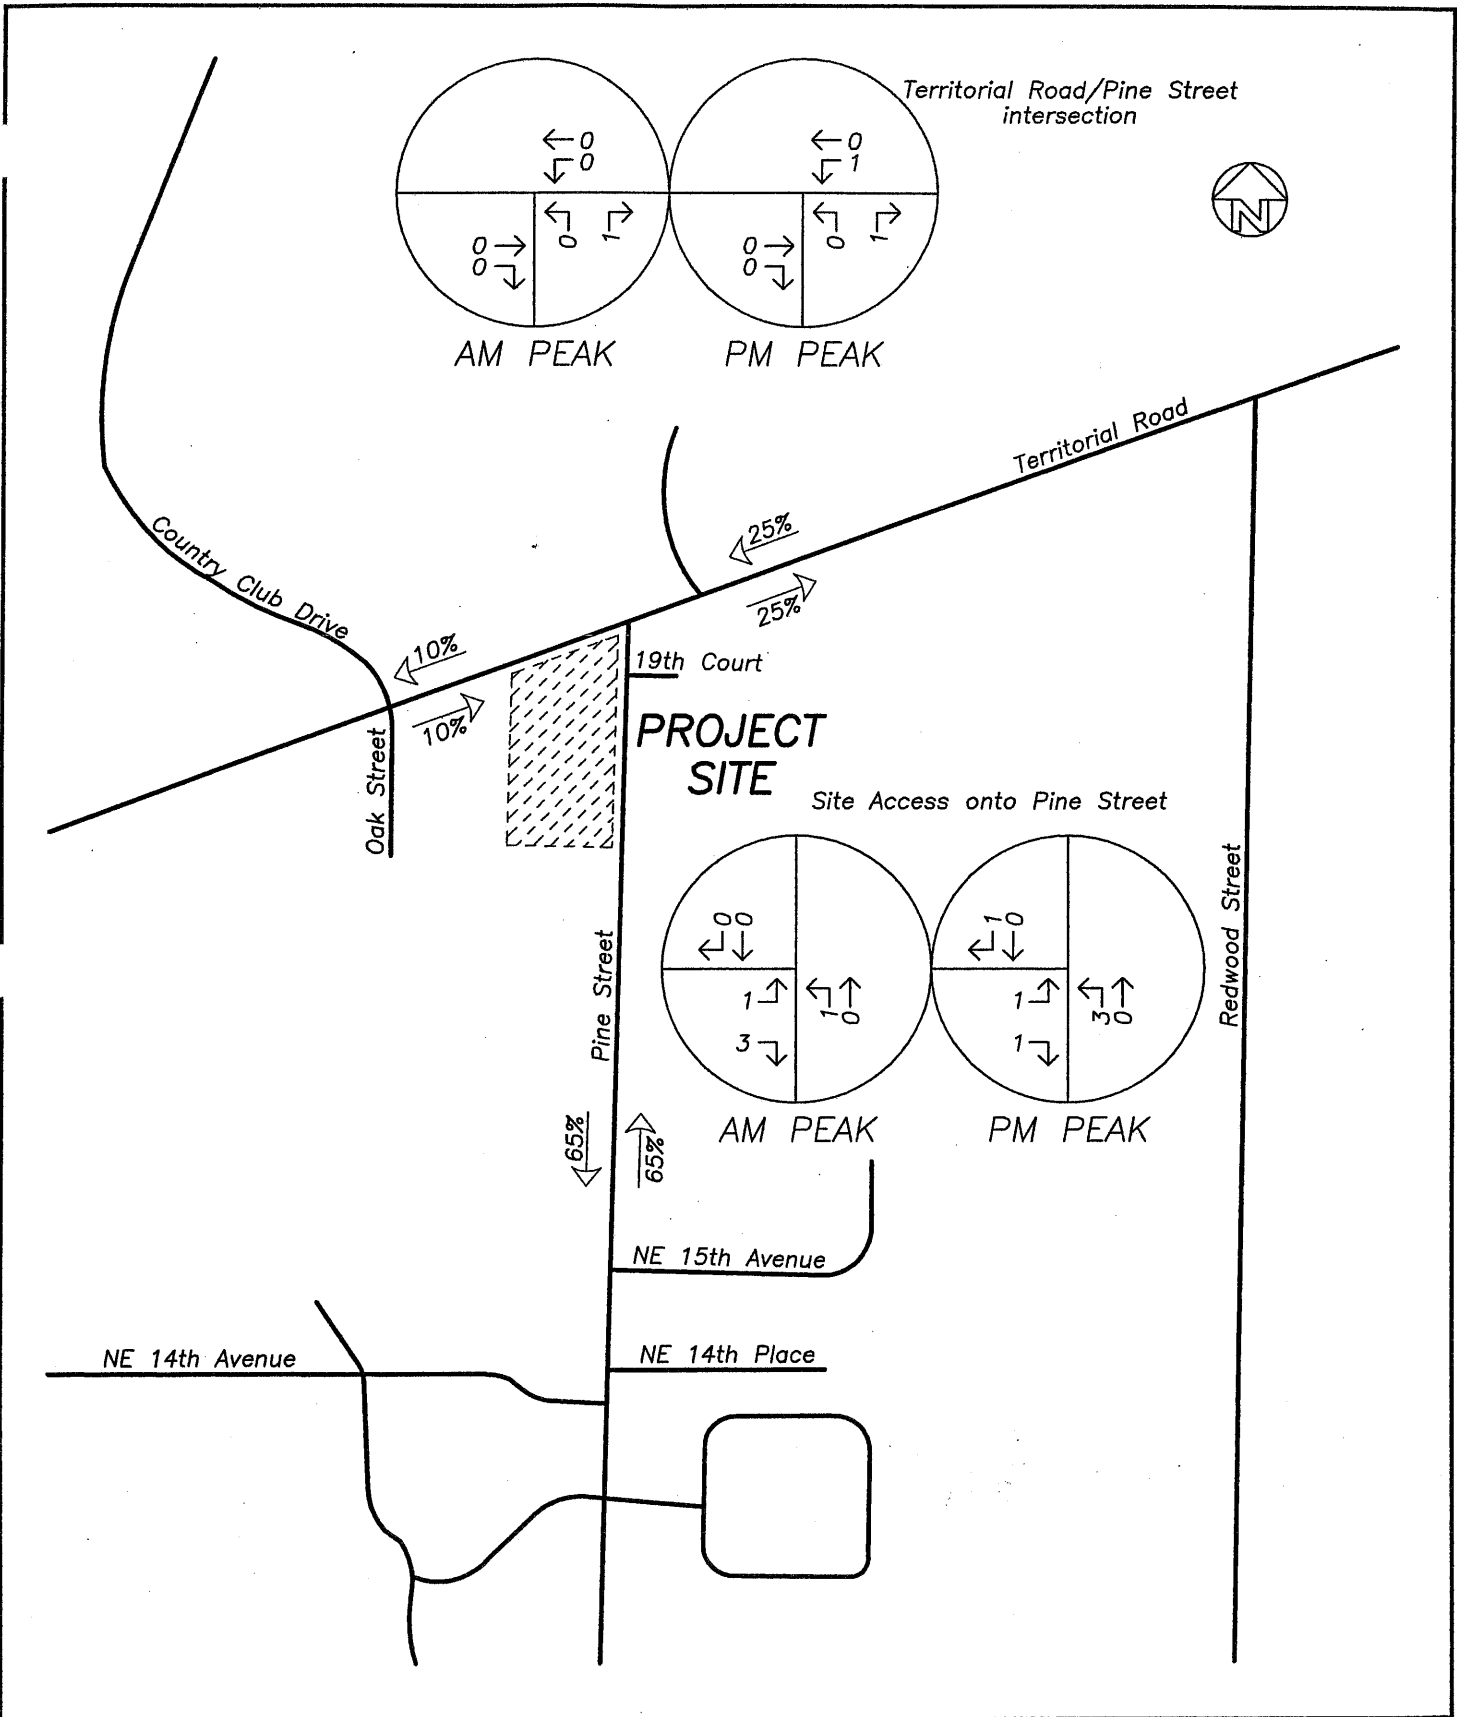 Territorial Road/Pine Street
intersection
0
0
0
0
0
1
AM PEAK
0
1
0
0
0
1
PM PEAK
N
Territorial Road
25%
25%
Country Club Drive
10%
10%
Oak Street
19th Court
PROJECT
SITE
Site Access onto Pine Street
0
0
1
3
1
0
AM PEAK
1
0
1
1
3
0
PM PEAK
Redwood Street
Pine Street
65%
65%
NE 15th Avenue
NE 14th Avenue
NE 14th Place